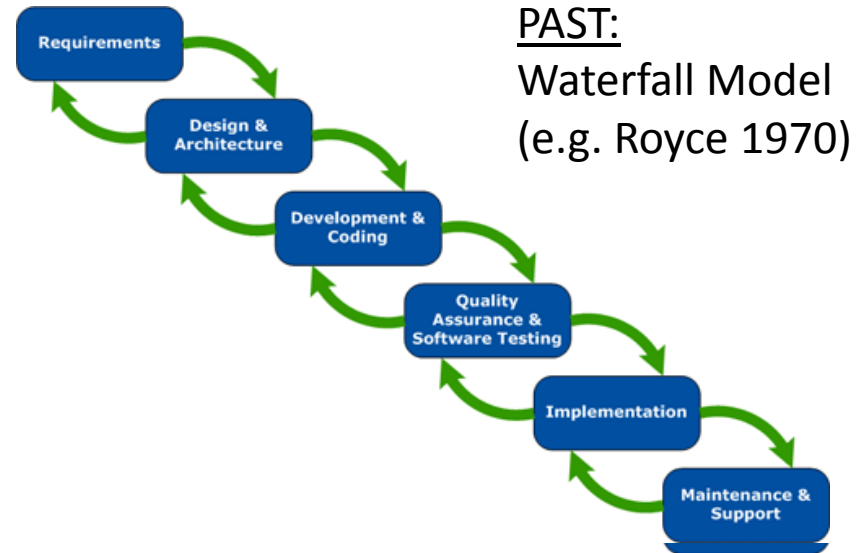 PAST:
Waterfall Model
(e.g. Royce 1970)
Requirements
Design &
Architecture
Development &
Coding
Quality
Assurance &
Software Testing
Implementation
Maintenance &
Support